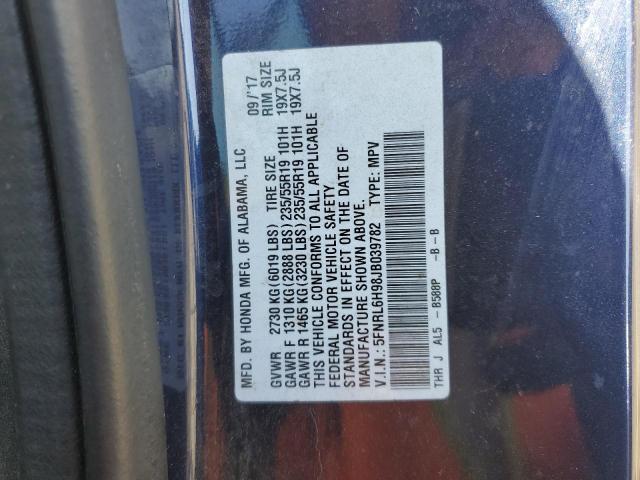 MFD. BY HONDA MFG. OF ALABAMA, LLC 09/'17
GVWR 2730 KG(6019 LBS) TIRE SIZE RIM SIZE
GAWR F 1310 KG(2888 LBS)235/55R19 101H 19X7.5J
GAWR R 1465 KG(3230 LBS)235/55R19 101H 19X7.5J
THIS VEHICLE CONFORMS TO ALL APPLICABLE
FEDERAL MOTOR VEHICLE SAFETY
STANDARDS IN EFFECT ON THE DATE OF
MANUFACTURE SHOWN ABOVE.
V.I.N.:5FNRL6H98JB039782 TYPE: MPV
THR J AL5 -B588P -B-B